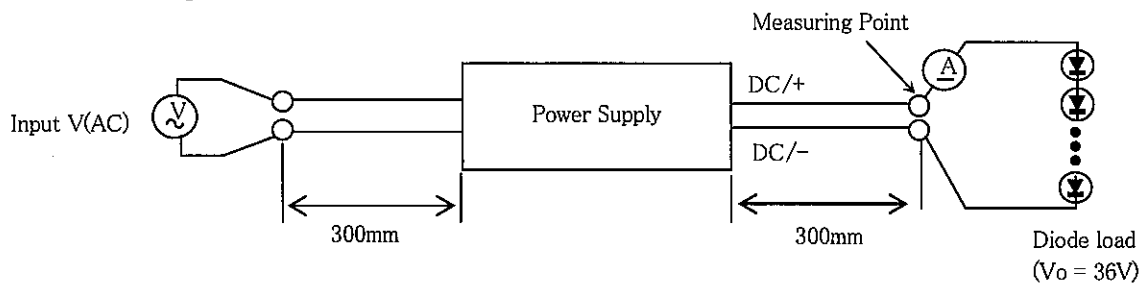 Measuring Point
A
DC/+
V
Input V(AC)
Power Supply
DC/-
300mm
300mm
Diode load
(Vo = 36V)